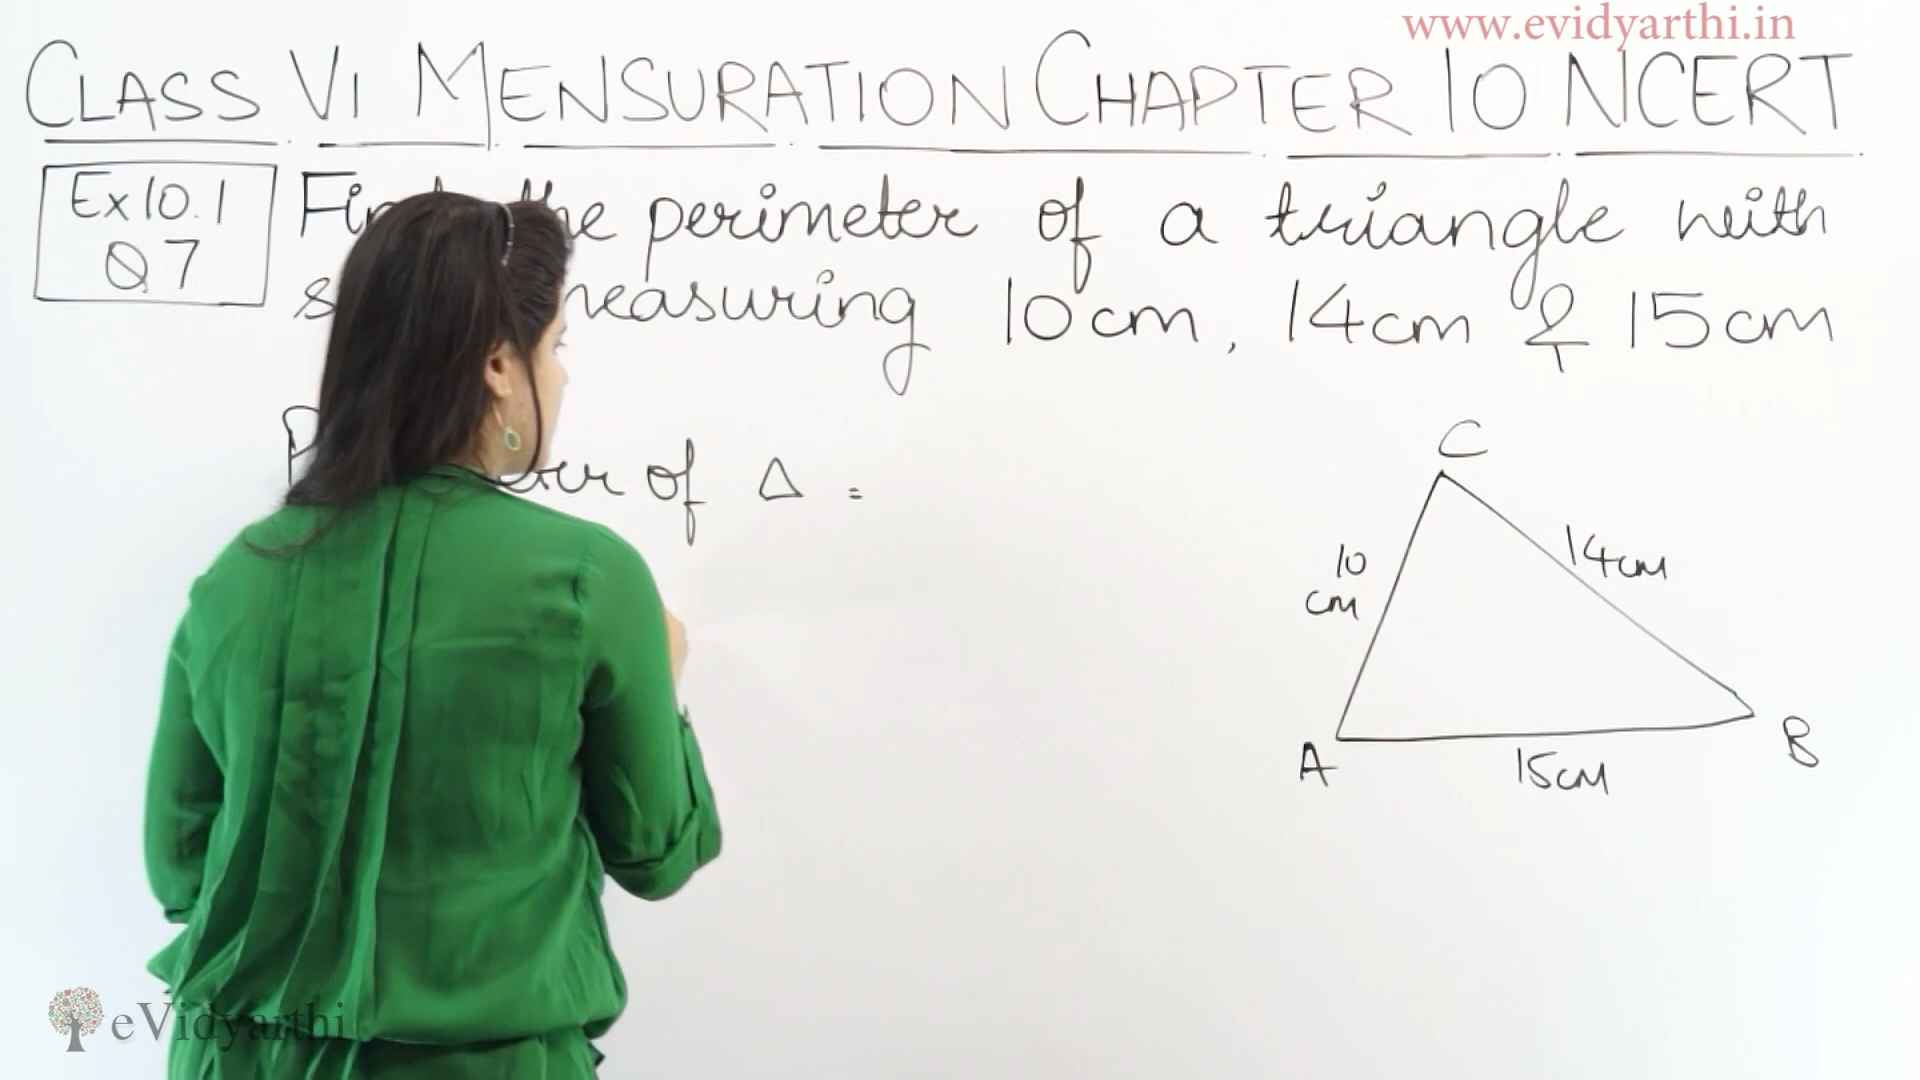 www.evidyarthi.in
CLASS VI MENSURATION CHAPTER 10 NCERT
Ex 10.1
Q 7
the perimeter of a triangle with
measuring 10 cm, 14 cm & 15 cm
of Δ =
C
10
cm
14 cm
A
B
15 cm
eVidyarthi